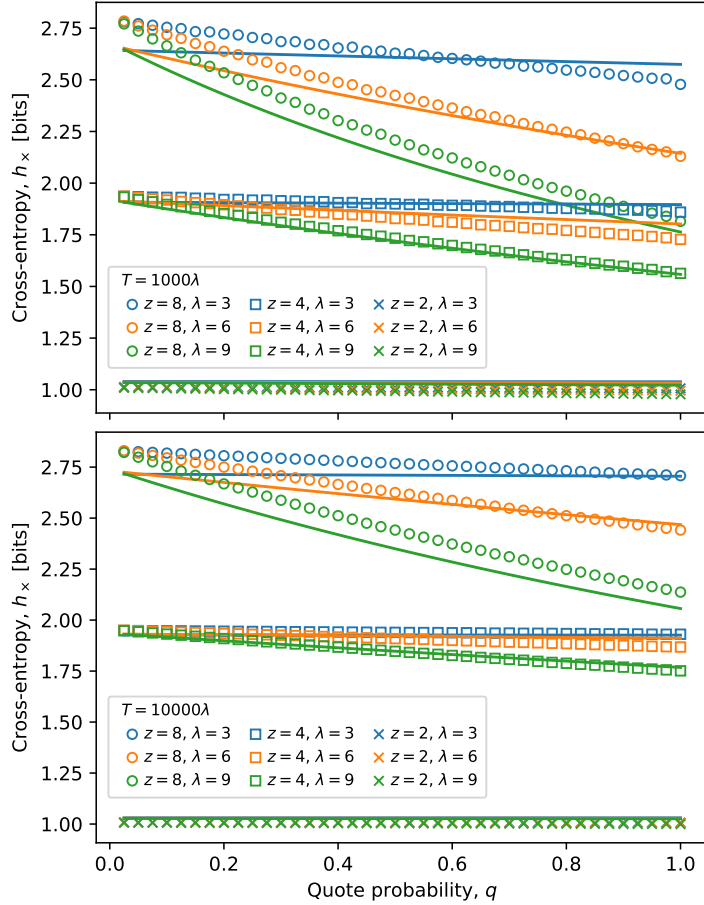 2.75
2.50
2.25
2.00
1.75
1.50
1.25
1.00
Cross-entropy, h× [bits]
T = 1000λ
z = 8, λ = 3 z = 4, λ = 3 z = 2, λ = 3
z = 8, λ = 6 z = 4, λ = 6 z = 2, λ = 6
z = 8, λ = 9 z = 4, λ = 9 z = 2, λ = 9
2.75
2.50
2.25
2.00
1.75
1.50
1.25
1.00
Cross-entropy, h× [bits]
T = 10000λ
z = 8, λ = 3 z = 4, λ = 3 z = 2, λ = 3
z = 8, λ = 6 z = 4, λ = 6 z = 2, λ = 6
z = 8, λ = 9 z = 4, λ = 9 z = 2, λ = 9
0.0 0.2 0.4 0.6 0.8 1.0
Quote probability, q